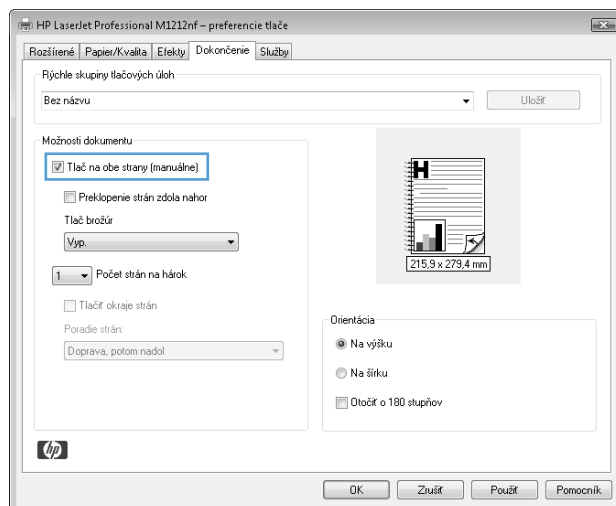 HP LaserJet Professional M1212nf – preferencie tlače
Rozšírené Papier/Kvalita Efekty Dokončenie Služby
Rýchle skupiny tlačových úloh
Bez názvu
Uložiť
Možnosti dokumentu
Tlač na obe strany (manuálne)
Preklopenie strán zdola nahor
Tlač brožúr
Vyp.
1 Počet strán na hárok
Tlačiť okraje strán
Poradie strán:
Doprava, potom nadol
H
215,9 x 279,4 mm
Orientácia
Na výšku
Na šírku
Otočiť o 180 stupňov
hp
OK Zrušiť Použiť Pomocník